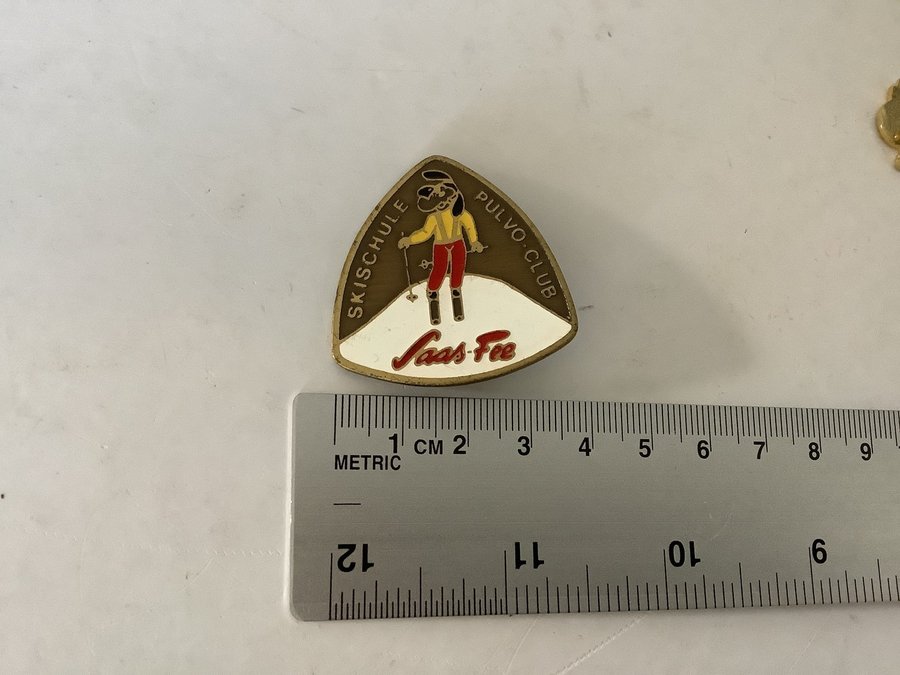 SKISCHULE
PULVO-CLUB
Saas-Fee
1 CM 2 3 4 5 6 7 8 9
METRIC
12 11 10 9